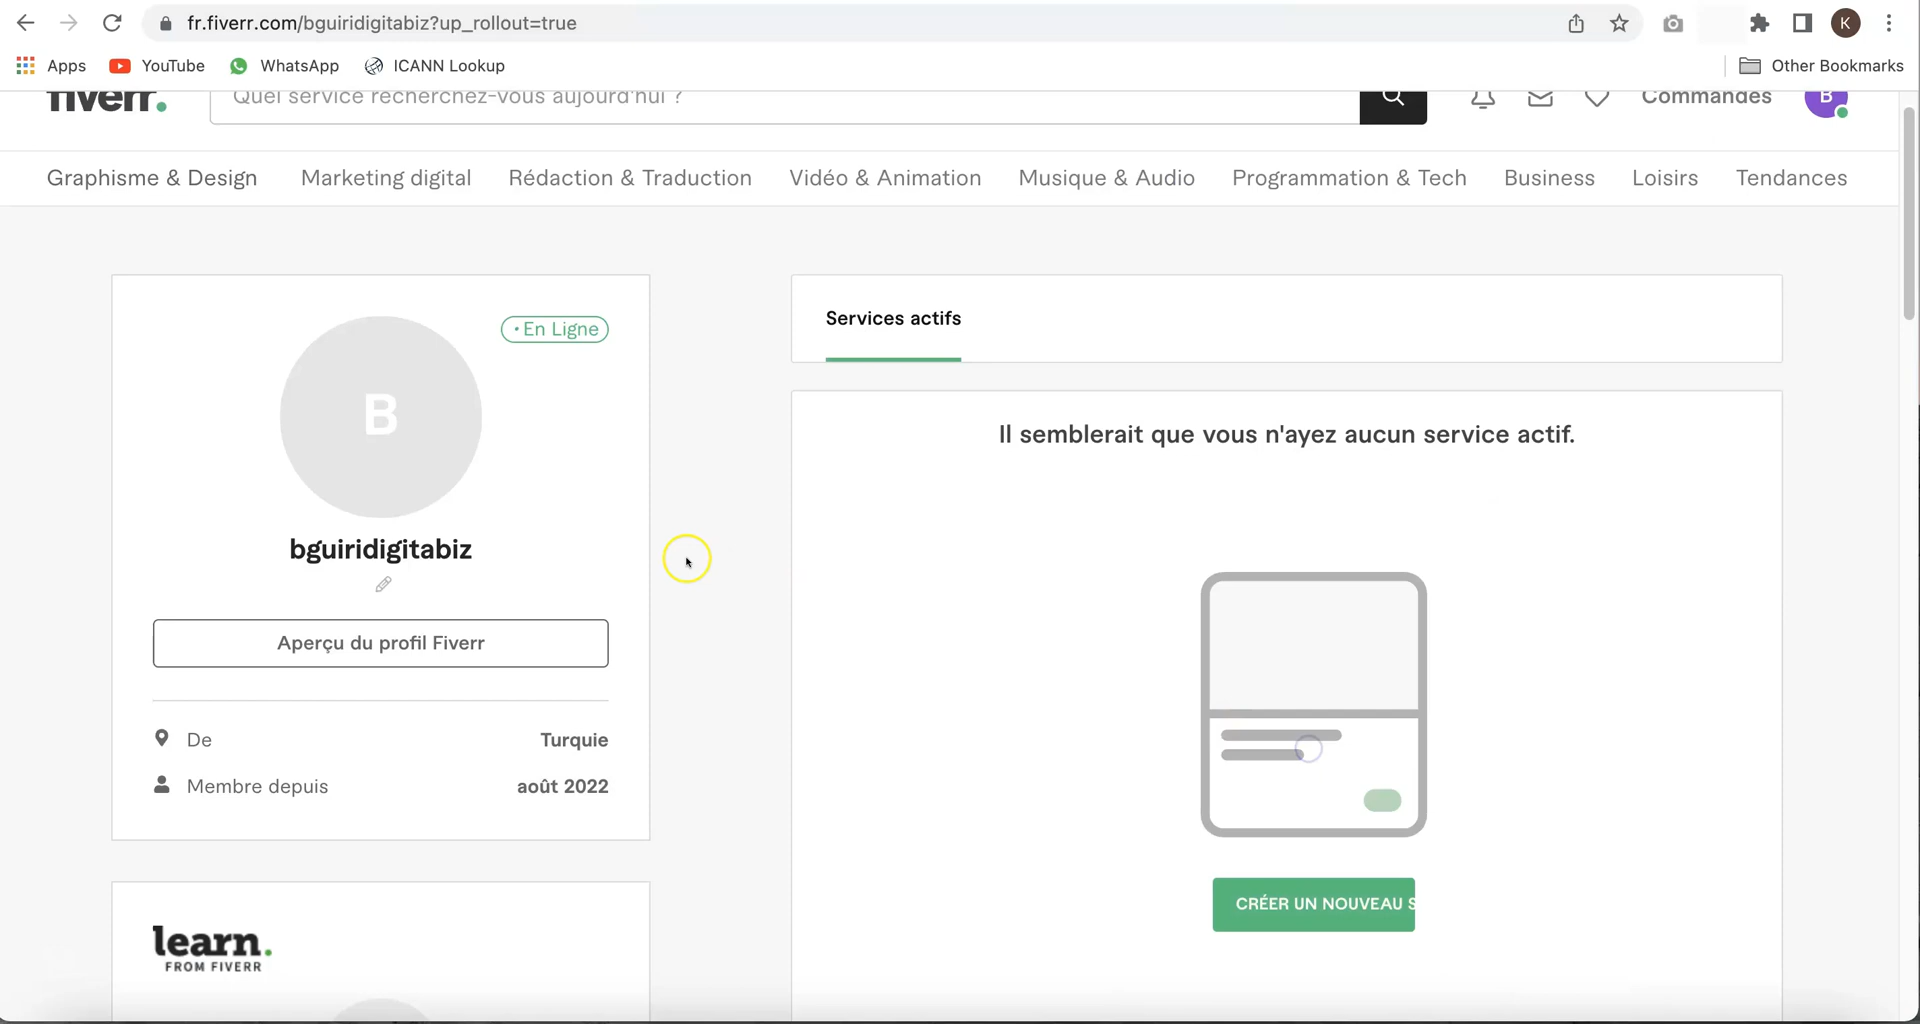 fr.fiverr.com/bguiridigitabiz?up_rollout=true
K
Apps YouTube WhatsApp ICANN Lookup Other Bookmarks
fiverr. Quel service recherchez-vous aujourd'hui ? Commandes B
Graphisme & Design Marketing digital Rédaction & Traduction Vidéo & Animation Musique & Audio Programmation & Tech Business Loisirs Tendances
En Ligne
B
bguiridigitabiz
Aperçu du profil Fiverr
De Turquie
Membre depuis août 2022
learn.
FROM FIVERR
Services actifs
Il semblerait que vous n'ayez aucun service actif.
CRÉER UN NOUVEAU S